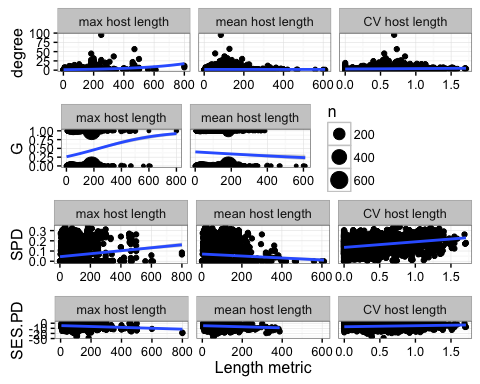 max host length mean host length CV host length
degree
100
75
50
25
0
0 200 400 600 800 0 200 400 600 0.0 0.5 1.0 1.5
max host length mean host length
G
1.00
0.75
0.50
0.25
0.00
0 200 400 600 800 0 200 400 600
n
200
400
600
max host length mean host length CV host length
SPD
0.3
0.2
0.1
0.0
0 200 400 600 800 0 200 400 600 0.0 0.5 1.0 1.5
max host length mean host length CV host length
SES.PD
0
-10
-20
-30
0 200 400 600 800 0 200 400 600 0.0 0.5 1.0 1.5
Length metric